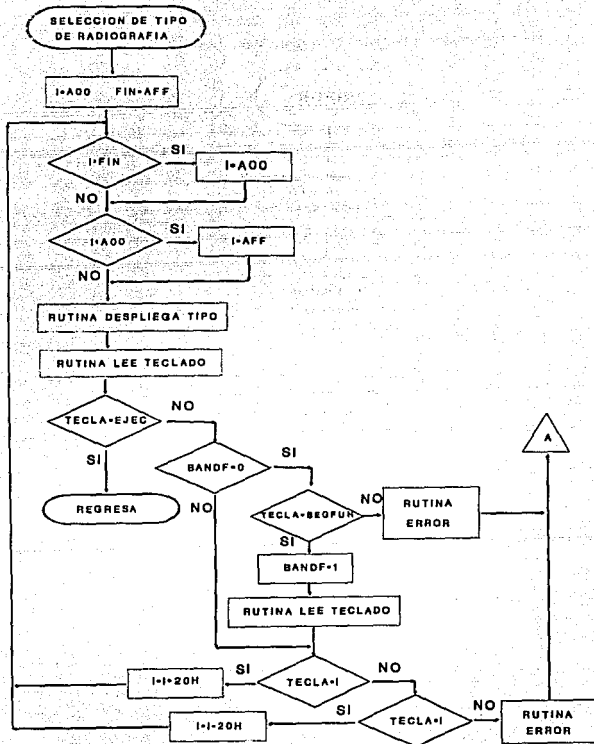 SELECCION DE TIPO
DE RADIOGRAFIA
I=A00 FIN=AFF
I=FIN
SI
I=A00
NO
I=A00
SI
I=AFF
NO
RUTINA DESPLIEGA TIPO
RUTINA LEE TECLADO
TECLA=EJEC
NO
SI
BANDF=0
SI
A
REGRESA
NO
TECLA=SEGFUH
NO
RUTINA
ERROR
SI
BANDF=1
RUTINA LEE TECLADO
I=I+20H
SI
TECLA=I
NO
I=I-20H
SI
TECLA=I
NO
RUTINA
ERROR